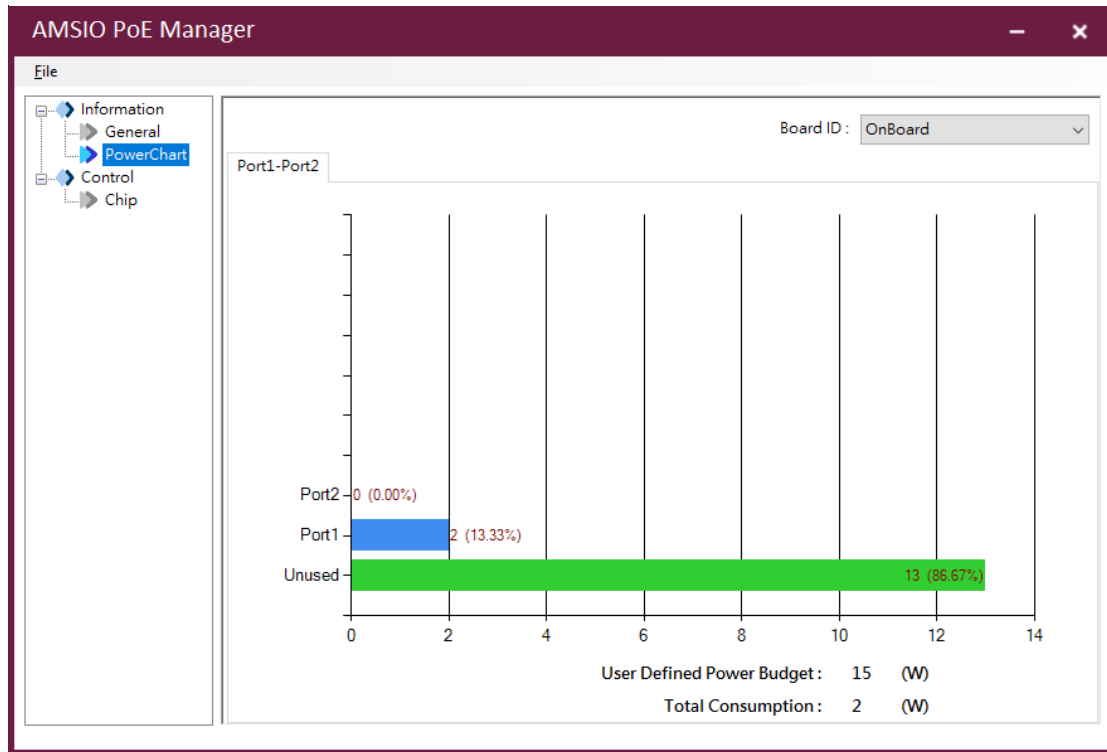 AMSIO PoE Manager
File
Information
General
PowerChart
Control
Chip
Board ID : OnBoard
Port1-Port2
Port2 0 (0.00%)
Port1 2 (13.33%)
Unused 13 (86.67%)
0 2 4 6 8 10 12 14
User Defined Power Budget : 15 (W)
Total Consumption : 2 (W)